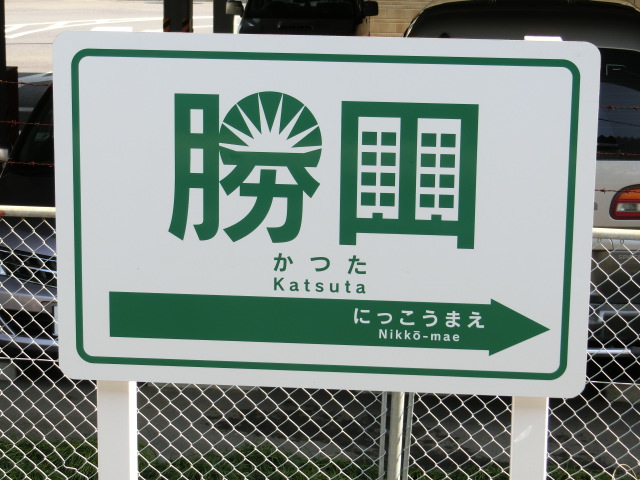 勝田
かつた
Katsuta
にっこうまえ
Nikkō-mae